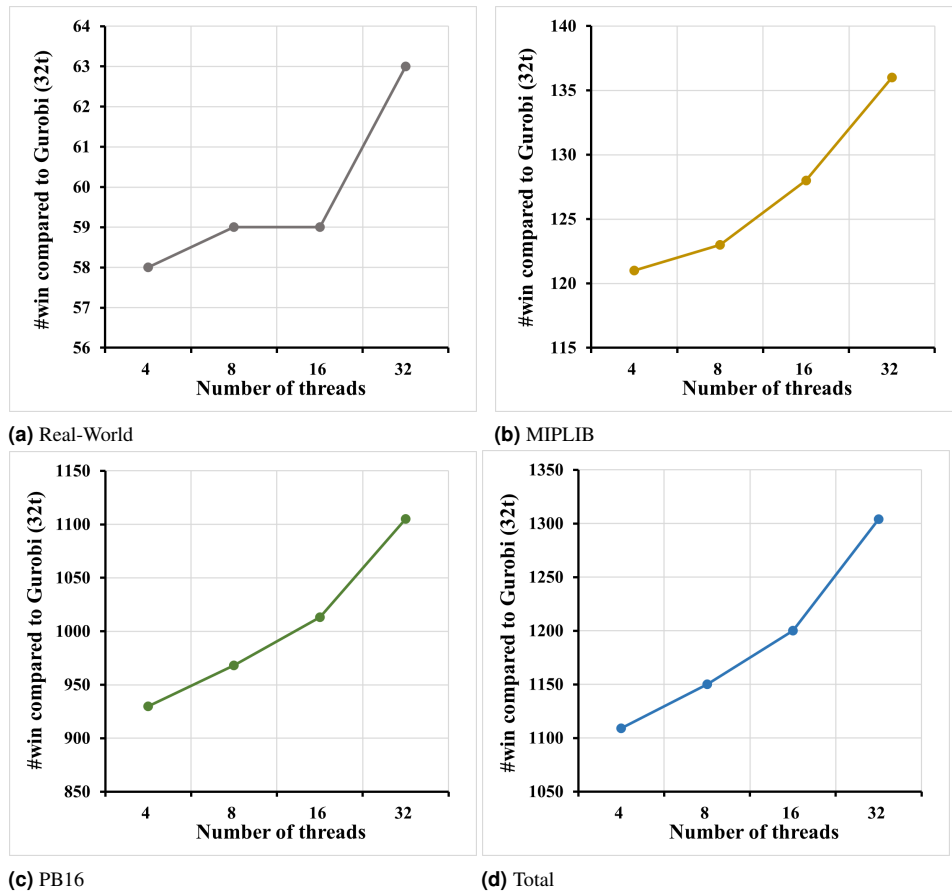 #win compared to Gurobi (32t)
64
63
62
61
60
59
58
57
56
4 8 16 32
Number of threads
(a) Real-World
#win compared to Gurobi (32t)
140
135
130
125
120
115
4 8 16 32
Number of threads
(b) MIPLIB
#win compared to Gurobi (32t)
1150
1100
1050
1000
950
900
850
4 8 16 32
Number of threads
(c) PB16
#win compared to Gurobi (32t)
1350
1300
1250
1200
1150
1100
1050
4 8 16 32
Number of threads
(d) Total